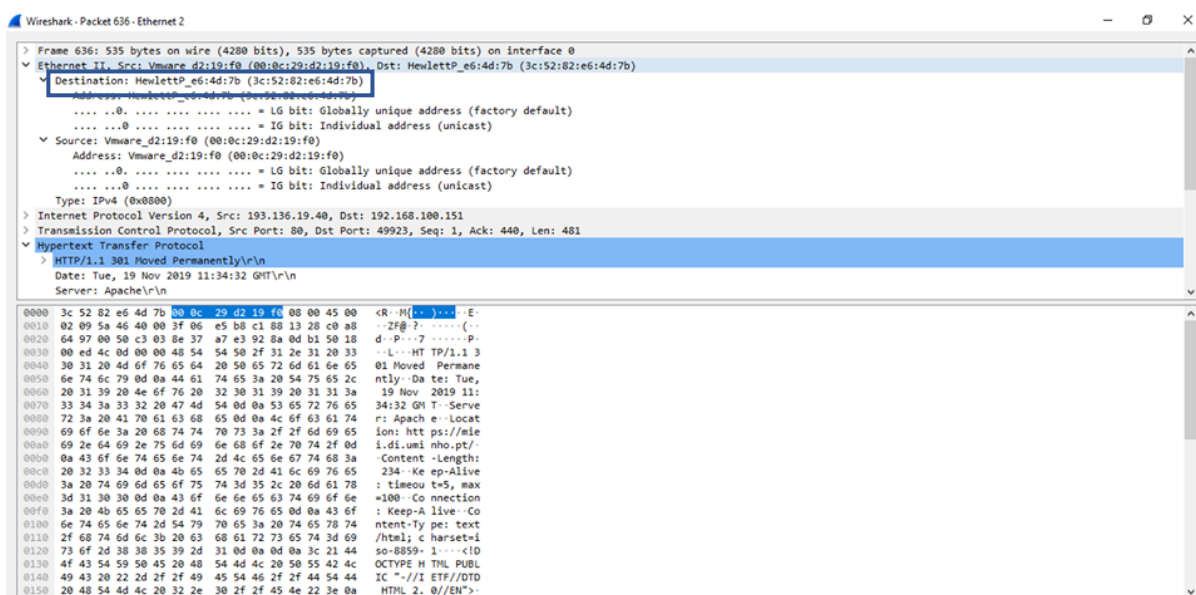 Wireshark · Packet 636 · Ethernet 2
> Frame 636: 535 bytes on wire (4280 bits), 535 bytes captured (4280 bits) on interface 0
Ethernet II, Src: Vmware_d2:19:f0 (00:0c:29:d2:19:f0), Dst: HewlettP_e6:4d:7b (3c:52:82:e6:4d:7b)
Destination: HewlettP_e6:4d:7b (3c:52:82:e6:4d:7b)
Address: HewlettP_e6:4d:7b (3c:52:82:e6:4d:7b)
.... ..0. .... .... .... .... = LG bit: Globally unique address (factory default)
.... ...0 .... .... .... .... = IG bit: Individual address (unicast)
Source: Vmware_d2:19:f0 (00:0c:29:d2:19:f0)
Address: Vmware_d2:19:f0 (00:0c:29:d2:19:f0)
.... ..0. .... .... .... .... = LG bit: Globally unique address (factory default)
.... ...0 .... .... .... .... = IG bit: Individual address (unicast)
Type: IPv4 (0x0800)
> Internet Protocol Version 4, Src: 193.136.19.40, Dst: 192.168.100.151
> Transmission Control Protocol, Src Port: 80, Dst Port: 49923, Seq: 1, Ack: 440, Len: 481
Hypertext Transfer Protocol
> HTTP/1.1 301 Moved Permanently\r\n
Date: Tue, 19 Nov 2019 11:34:32 GMT\r\n
Server: Apache\r\n
0000 3c 52 82 e6 4d 7b 00 0c 29 d2 19 f0 08 00 45 00 <R··M{·· )·····E·
0010 02 09 5a 46 40 00 3f 06 e5 b8 c1 88 13 28 c0 a8 ··ZF@·?· ·····(··
0020 64 97 00 50 c3 03 8e 37 a7 e3 92 8a 0d b1 50 18 d··P···7 ······P·
0030 00 ed 4c 0d 00 00 48 54 54 50 2f 31 2e 31 20 33 ··L···HT TP/1.1 3
0040 30 31 20 4d 6f 76 65 64 20 50 65 72 6d 61 6e 65 01 Moved Permane
0050 6e 74 6c 79 0d 0a 44 61 74 65 3a 20 54 75 65 2c ntly··Da te: Tue,
0060 20 31 39 20 4e 6f 76 20 32 30 31 39 20 31 31 3a 19 Nov 2019 11:
0070 33 34 3a 33 32 20 47 4d 54 0d 0a 53 65 72 76 65 34:32 GM T··Serve
0080 72 3a 20 41 70 61 63 68 65 0d 0a 4c 6f 63 61 74 r: Apach e··Locat
0090 69 6f 6e 3a 20 68 74 74 70 73 3a 2f 2f 6d 69 65 ion: htt ps://mie
00a0 69 2e 64 69 2e 75 6d 69 6e 68 6f 2e 70 74 2f 0d i.di.umi nho.pt/·
00b0 0a 43 6f 6e 74 65 6e 74 2d 4c 65 6e 67 74 68 3a ·Content -Length:
00c0 20 32 33 34 0d 0a 4b 65 65 70 2d 41 6c 69 76 65 234··Ke ep-Alive
00d0 3a 20 74 69 6d 65 6f 75 74 3d 35 2c 20 6d 61 78 : timeou t=5, max
00e0 3d 31 30 30 0d 0a 43 6f 6e 6e 65 63 74 69 6f 6e =100··Co nnection
00f0 3a 20 4b 65 65 70 2d 41 6c 69 76 65 0d 0a 43 6f : Keep-A live··Co
0100 6e 74 65 6e 74 2d 54 79 70 65 3a 20 74 65 78 74 ntent-Ty pe: text
0110 2f 68 74 6d 6c 3b 20 63 68 61 72 73 65 74 3d 69 /html; c harset=i
0120 73 6f 2d 38 38 35 39 2d 31 0d 0a 0d 0a 3c 21 44 so-8859- 1····<!D
0130 4f 43 54 59 50 45 20 48 54 4d 4c 20 50 55 42 4c OCTYPE H TML PUBL
0140 49 43 20 22 2d 2f 2f 49 45 54 46 2f 2f 44 54 44 IC "-//I ETF//DTD
0150 20 48 54 4d 4c 20 32 2e 30 2f 2f 45 4e 22 3e 0a HTML 2. 0//EN">·